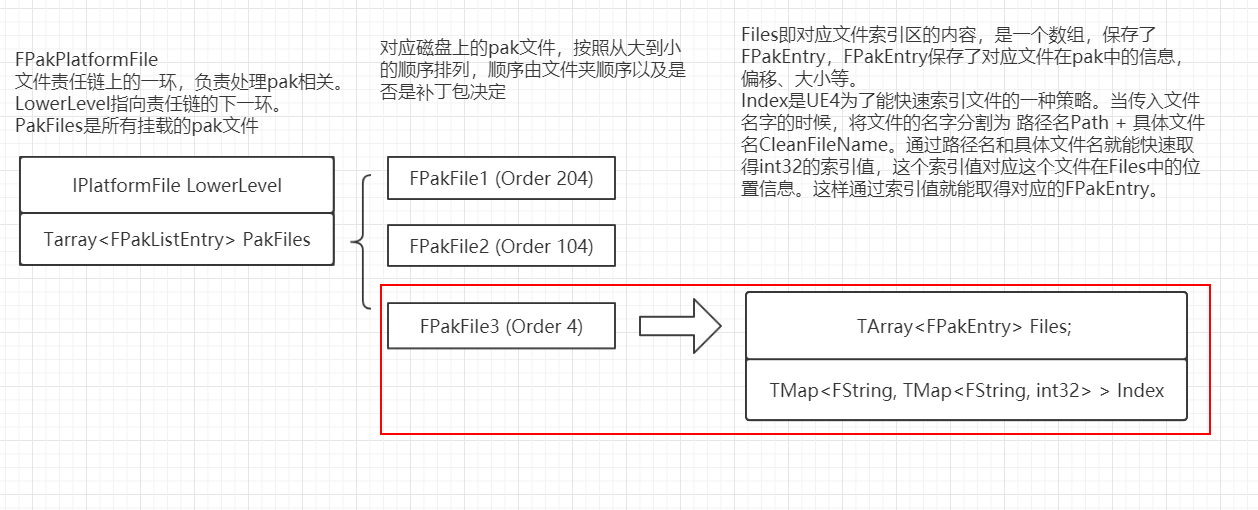 FPakPlatformFile
文件责任链上的一环，负责处理pak相关。
LowerLevel指向责任链的下一环。
PakFiles是所有挂载的pak文件
IPlatformFile LowerLevel
Tarray<FPakListEntry> PakFiles
对应磁盘上的pak文件，按照从大到小
的顺序排列，顺序由文件夹顺序以及是
否是补丁包决定
FPakFile1 (Order 204)
FPakFile2 (Order 104)
FPakFile3 (Order 4)
Files即对应文件索引区的内容，是一个数组，保存了
FPakEntry，FPakEntry保存了对应文件在pak中的信息，
偏移、大小等。
Index是UE4为了能快速索引文件的一种策略。当传入文件
名字的时候，将文件的名字分割为 路径名Path + 具体文件
名CleanFileName。通过路径名和具体文件名就能快速取
得int32的索引值，这个索引值对应这个文件在Files中的位
置信息。这样通过索引值就能取得对应的FPakEntry。
TArray<FPakEntry> Files;
TMap<FString, TMap<FString, int32> > Index